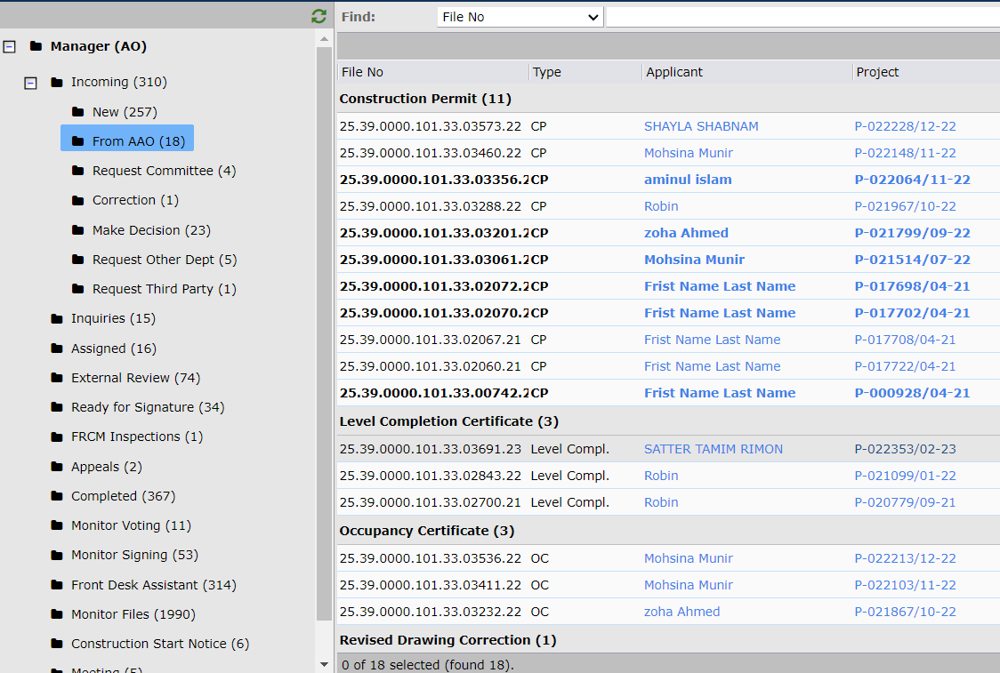 Find: File No
Manager (AO)
Incoming (310)
New (257)
From AAO (18)
Request Committee (4)
Correction (1)
Make Decision (23)
Request Other Dept (5)
Request Third Party (1)
Inquiries (15)
Assigned (16)
External Review (74)
Ready for Signature (34)
FRCM Inspections (1)
Appeals (2)
Completed (367)
Monitor Voting (11)
Monitor Signing (53)
Front Desk Assistant (314)
Monitor Files (1990)
Construction Start Notice (6)
Meeting (5)
File No Type Applicant Project
Construction Permit (11)
25.39.0000.101.33.03573.22 CP SHAYLA SHABNAM P-022228/12-22
25.39.0000.101.33.03460.22 CP Mohsina Munir P-022148/11-22
25.39.0000.101.33.03356.2 CP aminul islam P-022064/11-22
25.39.0000.101.33.03288.22 CP Robin P-021967/10-22
25.39.0000.101.33.03201.2 CP zoha Ahmed P-021799/09-22
25.39.0000.101.33.03061.2 CP Mohsina Munir P-021514/07-22
25.39.0000.101.33.02072.2 CP Frist Name Last Name P-017698/04-21
25.39.0000.101.33.02070.2 CP Frist Name Last Name P-017702/04-21
25.39.0000.101.33.02067.21 CP Frist Name Last Name P-017708/04-21
25.39.0000.101.33.02060.21 CP Frist Name Last Name P-017722/04-21
25.39.0000.101.33.00742.2 CP Frist Name Last Name P-000928/04-21
Level Completion Certificate (3)
25.39.0000.101.33.03691.23 Level Compl. SATTER TAMIM RIMON P-022353/02-23
25.39.0000.101.33.02843.22 Level Compl. Robin P-021099/01-22
25.39.0000.101.33.02700.21 Level Compl. Robin P-020779/09-21
Occupancy Certificate (3)
25.39.0000.101.33.03536.22 OC Mohsina Munir P-022213/12-22
25.39.0000.101.33.03411.22 OC Mohsina Munir P-022103/11-22
25.39.0000.101.33.03232.22 OC zoha Ahmed P-021867/10-22
Revised Drawing Correction (1)
0 of 18 selected (found 18).